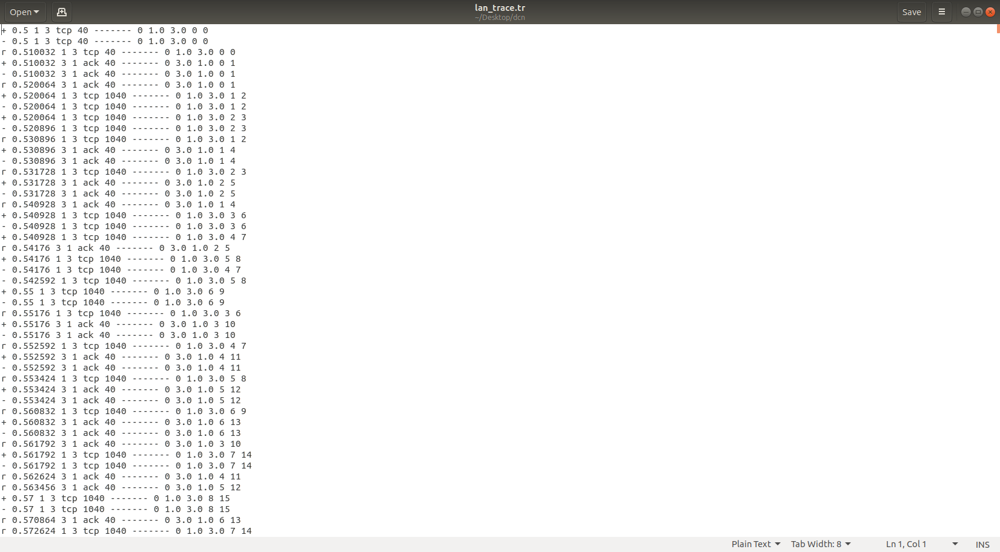 Open
lan_trace.tr
~/Desktop/dcn
Save
+ 0.5 1 3 tcp 40 ------- 0 1.0 3.0 0 0
- 0.5 1 3 tcp 40 ------- 0 1.0 3.0 0 0
r 0.510032 1 3 tcp 40 ------- 0 1.0 3.0 0 0
+ 0.510032 3 1 ack 40 ------- 0 3.0 1.0 0 1
- 0.510032 3 1 ack 40 ------- 0 3.0 1.0 0 1
r 0.520064 3 1 ack 40 ------- 0 3.0 1.0 0 1
+ 0.520064 1 3 tcp 1040 ------- 0 1.0 3.0 1 2
- 0.520064 1 3 tcp 1040 ------- 0 1.0 3.0 1 2
+ 0.520064 1 3 tcp 1040 ------- 0 1.0 3.0 2 3
- 0.520896 1 3 tcp 1040 ------- 0 1.0 3.0 2 3
r 0.530896 1 3 tcp 1040 ------- 0 1.0 3.0 1 2
+ 0.530896 3 1 ack 40 ------- 0 3.0 1.0 1 4
- 0.530896 3 1 ack 40 ------- 0 3.0 1.0 1 4
r 0.531728 1 3 tcp 1040 ------- 0 1.0 3.0 2 3
+ 0.531728 3 1 ack 40 ------- 0 3.0 1.0 2 5
- 0.531728 3 1 ack 40 ------- 0 3.0 1.0 2 5
r 0.540928 3 1 ack 40 ------- 0 3.0 1.0 1 4
+ 0.540928 1 3 tcp 1040 ------- 0 1.0 3.0 3 6
- 0.540928 1 3 tcp 1040 ------- 0 1.0 3.0 3 6
+ 0.540928 1 3 tcp 1040 ------- 0 1.0 3.0 4 7
r 0.54176 3 1 ack 40 ------- 0 3.0 1.0 2 5
+ 0.54176 1 3 tcp 1040 ------- 0 1.0 3.0 5 8
- 0.54176 1 3 tcp 1040 ------- 0 1.0 3.0 4 7
- 0.542592 1 3 tcp 1040 ------- 0 1.0 3.0 5 8
+ 0.55 1 3 tcp 1040 ------- 0 1.0 3.0 6 9
- 0.55 1 3 tcp 1040 ------- 0 1.0 3.0 6 9
r 0.55176 1 3 tcp 1040 ------- 0 1.0 3.0 3 6
+ 0.55176 3 1 ack 40 ------- 0 3.0 1.0 3 10
- 0.55176 3 1 ack 40 ------- 0 3.0 1.0 3 10
r 0.552592 1 3 tcp 1040 ------- 0 1.0 3.0 4 7
+ 0.552592 3 1 ack 40 ------- 0 3.0 1.0 4 11
- 0.552592 3 1 ack 40 ------- 0 3.0 1.0 4 11
r 0.553424 1 3 tcp 1040 ------- 0 1.0 3.0 5 8
+ 0.553424 3 1 ack 40 ------- 0 3.0 1.0 5 12
- 0.553424 3 1 ack 40 ------- 0 3.0 1.0 5 12
r 0.560832 1 3 tcp 1040 ------- 0 1.0 3.0 6 9
+ 0.560832 3 1 ack 40 ------- 0 3.0 1.0 6 13
- 0.560832 3 1 ack 40 ------- 0 3.0 1.0 6 13
r 0.561792 3 1 ack 40 ------- 0 3.0 1.0 3 10
+ 0.561792 1 3 tcp 1040 ------- 0 1.0 3.0 7 14
- 0.561792 1 3 tcp 1040 ------- 0 1.0 3.0 7 14
r 0.562624 3 1 ack 40 ------- 0 3.0 1.0 4 11
r 0.563456 3 1 ack 40 ------- 0 3.0 1.0 5 12
+ 0.57 1 3 tcp 1040 ------- 0 1.0 3.0 8 15
- 0.57 1 3 tcp 1040 ------- 0 1.0 3.0 8 15
r 0.570864 3 1 ack 40 ------- 0 3.0 1.0 6 13
r 0.572624 1 3 tcp 1040 ------- 0 1.0 3.0 7 14
Plain Text Tab Width: 8 Ln 1, Col 1 INS